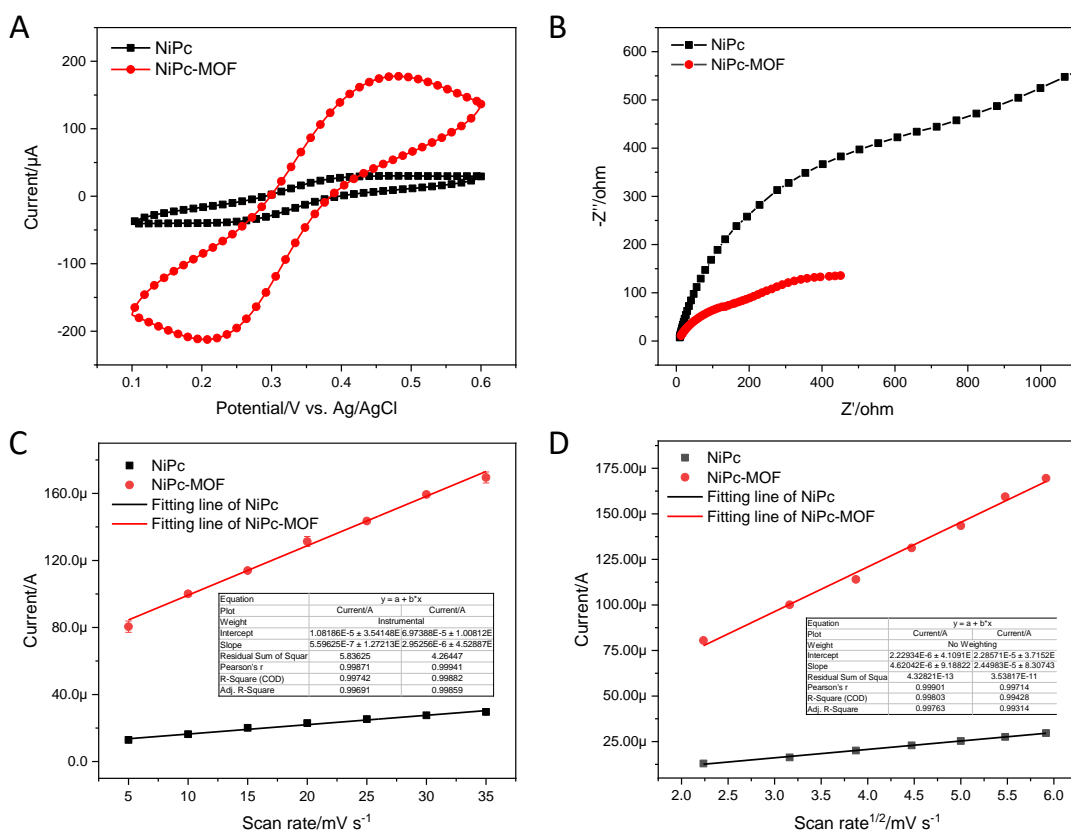 A
NiPc
NiPc-MOF
200
100
0
-100
-200
Current/μA
0.1 0.2 0.3 0.4 0.5 0.6
Potential/V vs. Ag/AgCl
B
NiPc
NiPc-MOF
-600
500
400
300
200
100
0
-Z''/ohm
0 200 400 600 800 1000
Z'/ohm
C
NiPc
NiPc-MOF
Fitting line of NiPc
Fitting line of NiPc-MOF
160.0μ
120.0μ
80.0μ
40.0μ
0.0
Current/A
Equation y = a + b*x
Plot Current/A Current/A
Weight Instrumental
Intercept 1.08186E-5 ± 3.54148E 6.97388E-5 ± 1.00812E
Slope 5.59625E-7 ± 1.27213E 2.95256E-6 ± 4.52887E
Residual Sum of Squar 5.83625 4.26447
Pearson's r 0.99871 0.99941
R-Square (COD) 0.99742 0.99882
Adj. R-Square 0.99691 0.99859
5 10 15 20 25 30 35
Scan rate/mV s⁻¹
D
NiPc
NiPc-MOF
Fitting line of NiPc
Fitting line of NiPc-MOF
175.00μ
150.00μ
125.00μ
100.00μ
75.00μ
50.00μ
25.00μ
Current/A
Equation y = a + b*x
Plot Current/A Current/A
Weight No Weighting
Intercept 2.22934E-6 ± 4.1091E 2.28571E-5 ± 3.7152E
Slope 4.62042E-6 ± 9.18822 2.44983E-5 ± 8.30743
Residual Sum of Squa 4.32821E-13 3.53817E-11
Pearson's r 0.99901 0.99714
R-Square (COD) 0.99803 0.99428
Adj. R-Square 0.99763 0.99314
2.0 2.5 3.0 3.5 4.0 4.5 5.0 5.5 6.0
Scan rate¹/²/mV s⁻¹